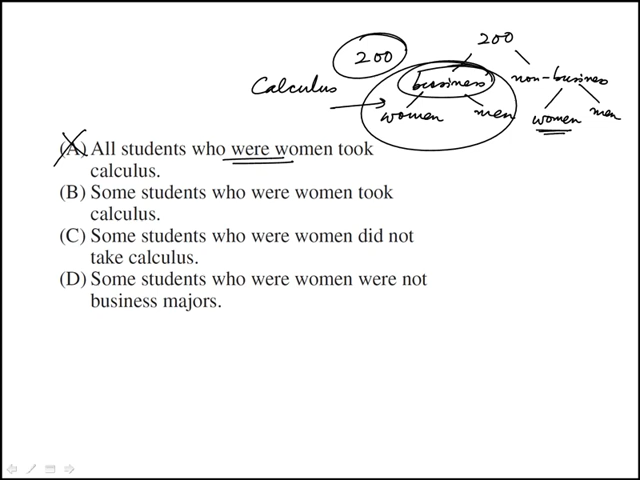 200
200
business
non-business
Calculus
women men
women men
(A) All students who were women took
calculus.
(B) Some students who were women took
calculus.
(C) Some students who were women did not
take calculus.
(D) Some students who were women were not
business majors.